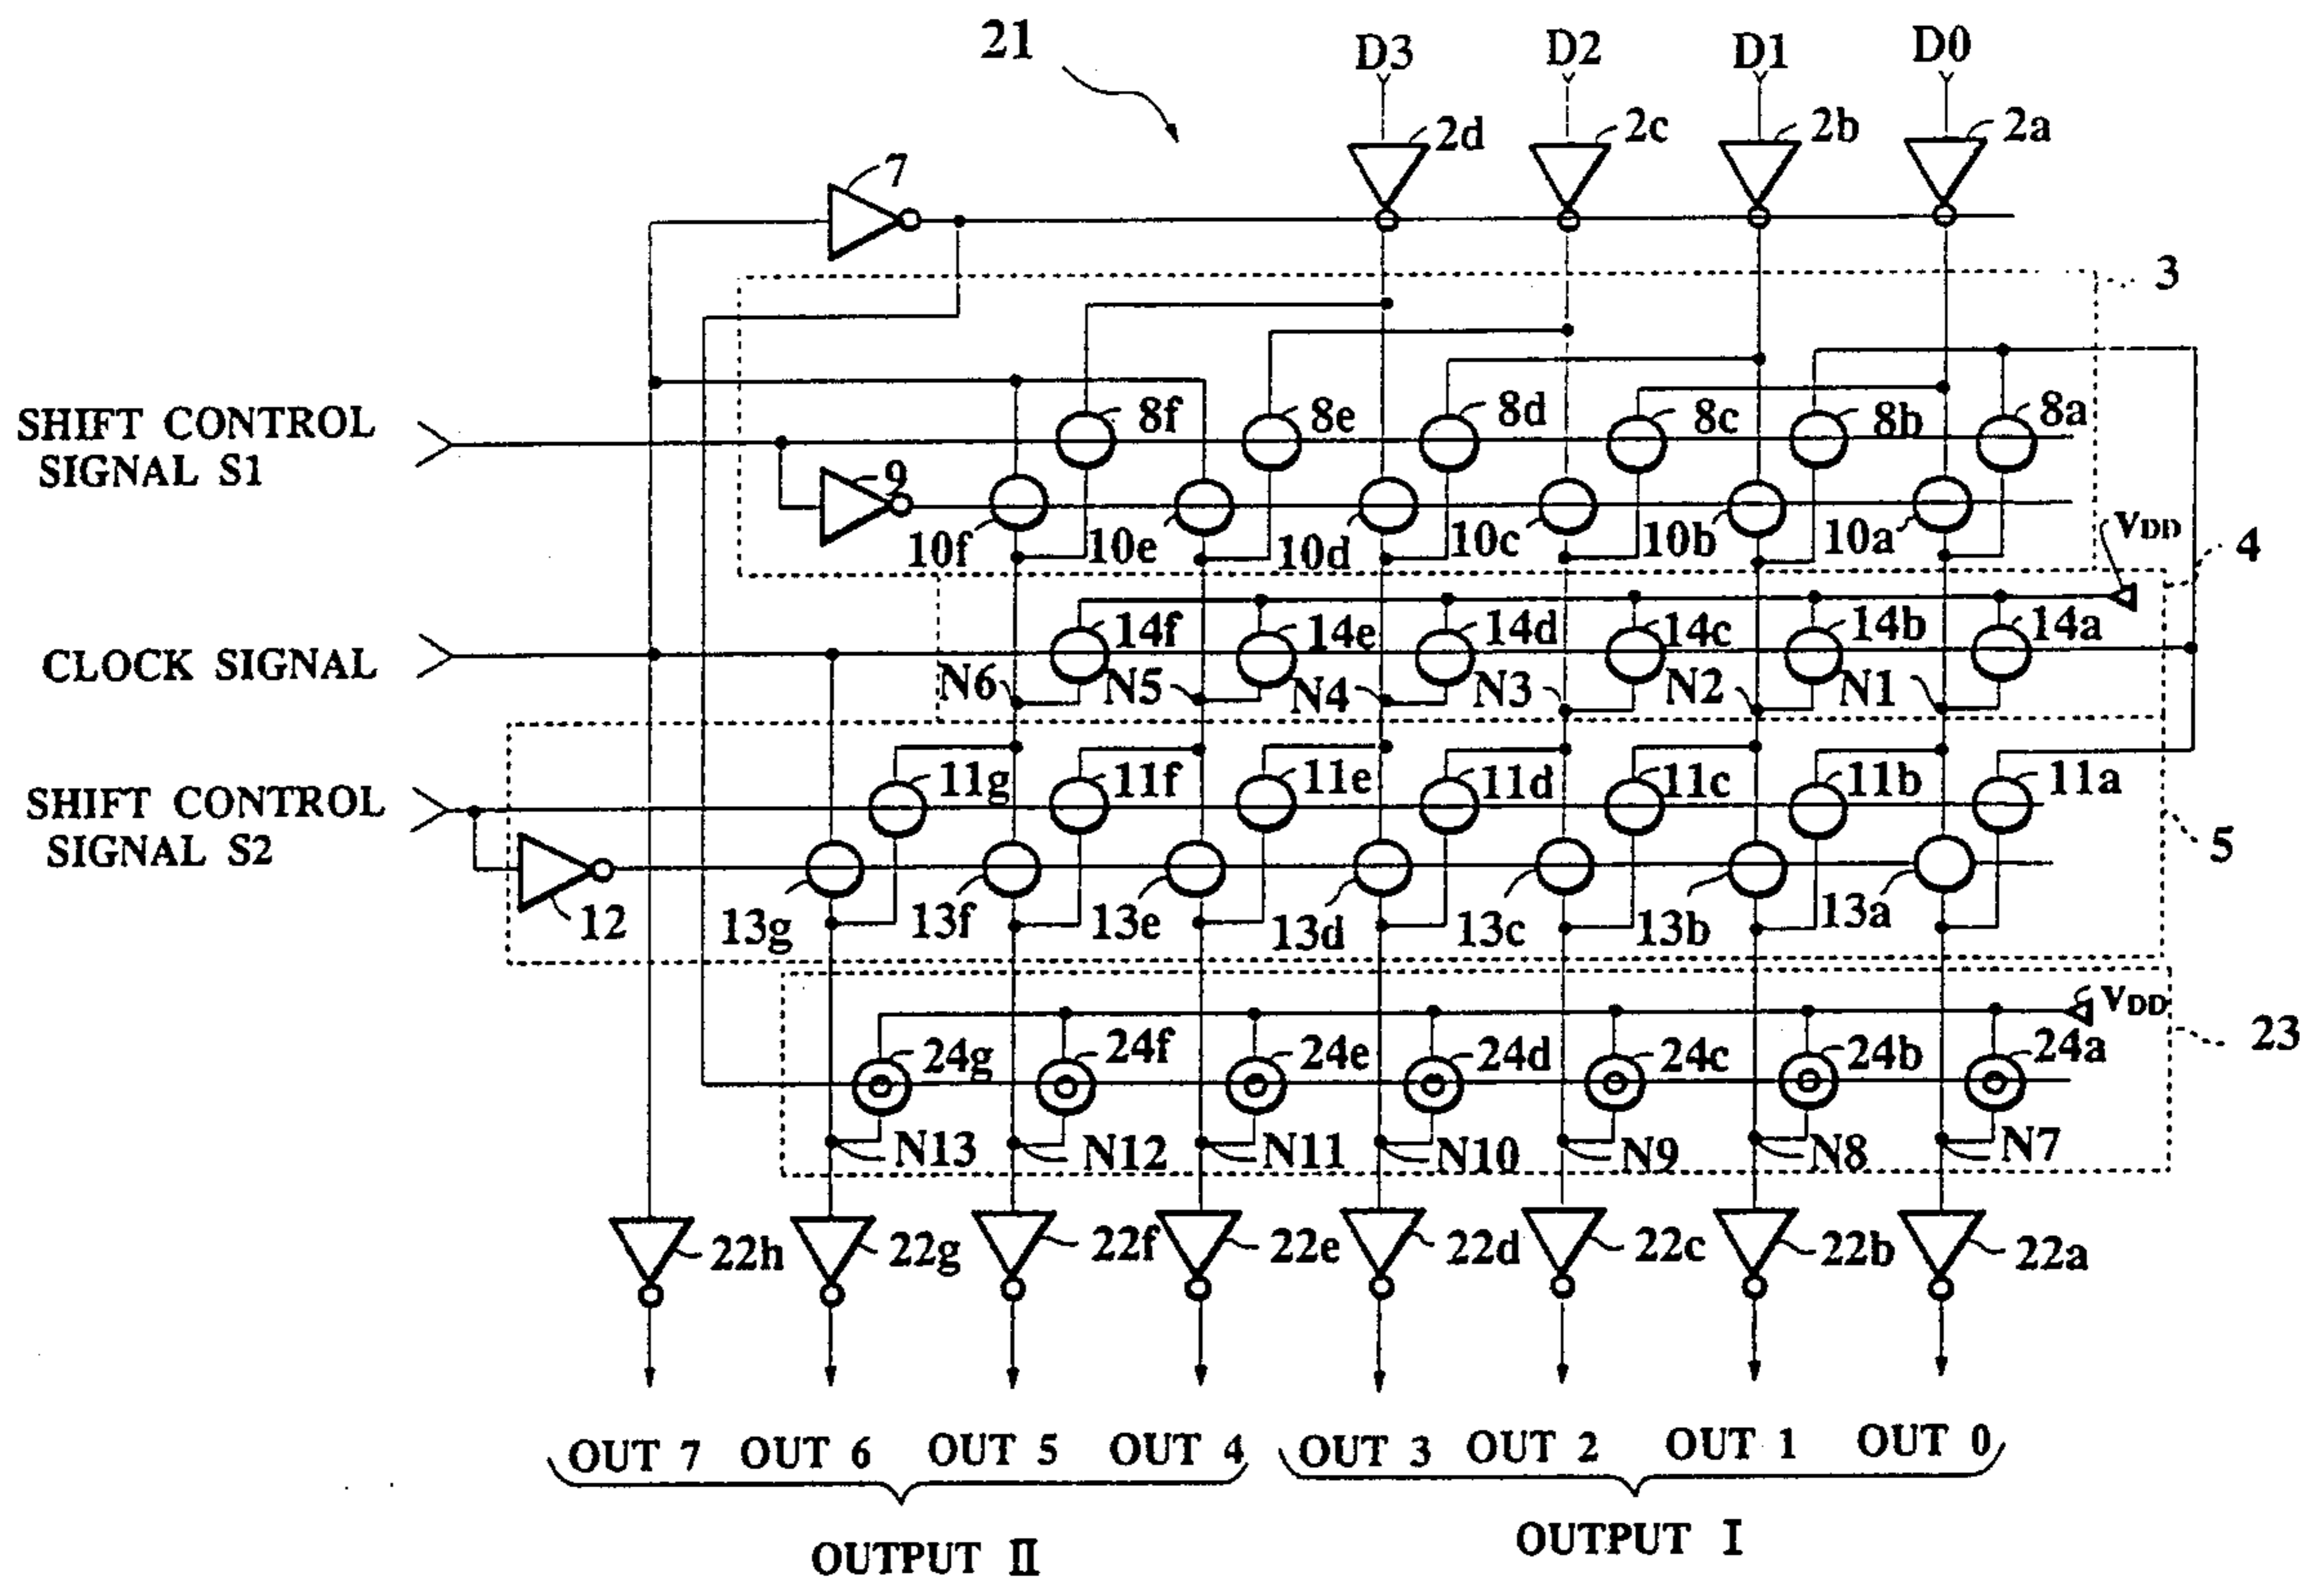 21
D3 D2 D1 D0
2d 2c 2b 2a
7
3
8f 8e 8d 8c 8b 8a
SHIFT CONTROL
SIGNAL S1
9
10f 10e 10d 10c 10b 10a
VDD
4
14f 14e 14d 14c 14b 14a
CLOCK SIGNAL
N6 N5 N4 N3 N2 N1
11g 11f 11e 11d 11c 11b 11a
SHIFT CONTROL
SIGNAL S2
5
12
13g 13f 13e 13d 13c 13b 13a
VDD
23
24g 24f 24e 24d 24c 24b 24a
N13 N12 N11 N10 N9 N8 N7
22h 22g 22f 22e 22d 22c 22b 22a
OUT 7 OUT 6 OUT 5 OUT 4 OUT 3 OUT 2 OUT 1 OUT 0
OUTPUT II OUTPUT I